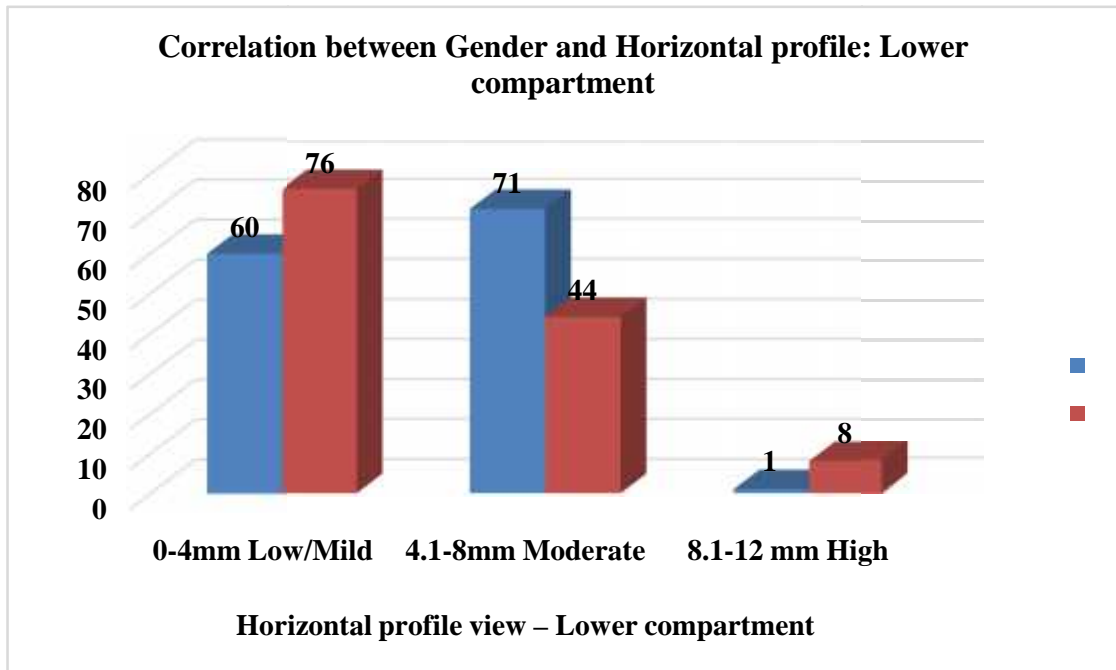 Correlation between Gender and Horizontal profile: Lower
compartment
80
70
60
50
40
30
20
10
0
60
76
71
44
1
8
0-4mm Low/Mild
4.1-8mm Moderate
8.1-12 mm High
Horizontal profile view – Lower compartment